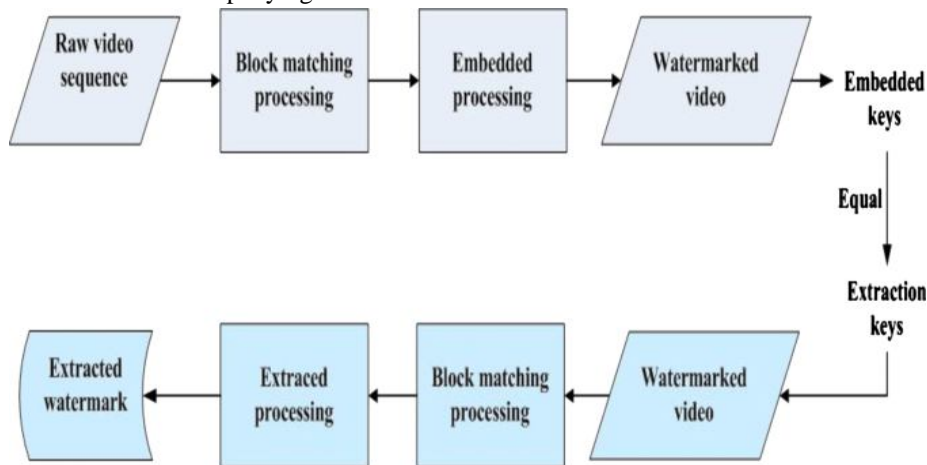 Raw video
sequence
Block matching
processing
Embedded
processing
Watermarked
video
Embedded
keys
Equal
Extraction
keys
Watermarked
video
Block matching
processing
Extraced
processing
Extracted
watermark